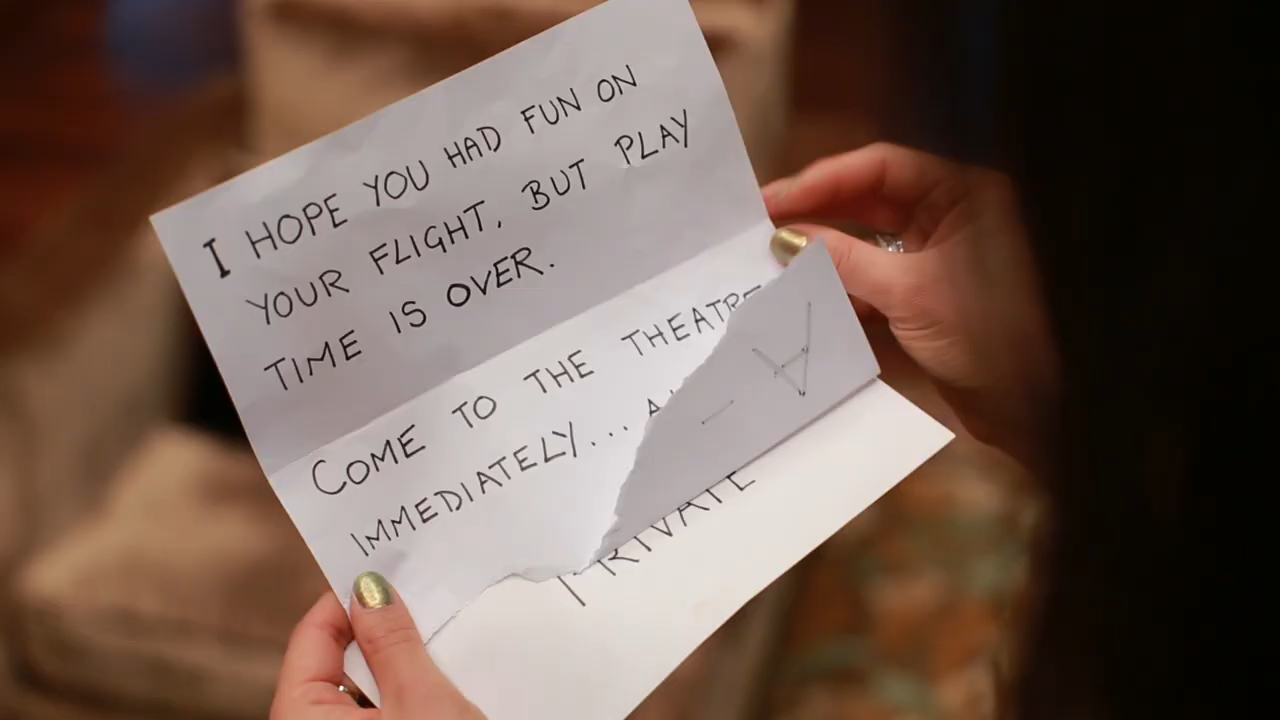 I HOPE YOU HAD FUN ON
YOUR FLIGHT, BUT PLAY
TIME IS OVER.
COME TO THE THEATRE
IMMEDIATELY...
- A
PRIVATE